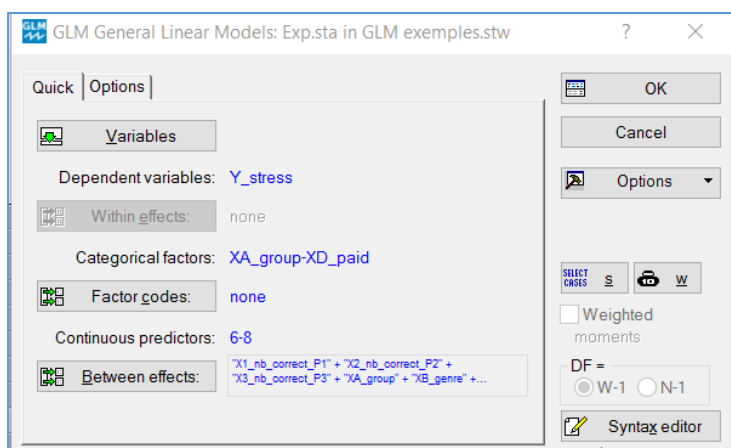 GLM General Linear Models: Exp.sta in GLM exemples.stw ? ×
Quick Options
OK
Variables
Cancel
Dependent variables: Y_stress
Options
Within effects: none
Categorical factors: XA_group-XD_paid
SELECT CASES S W
Factor codes: none
Weighted moments
Continuous predictors: 6-8
DF =
W-1 N-1
Between effects: "X1_nb_correct_P1" + "X2_nb_correct_P2" +
"X3_nb_correct_P3" + "XA_group" + "XB_genre" +...
Syntax editor